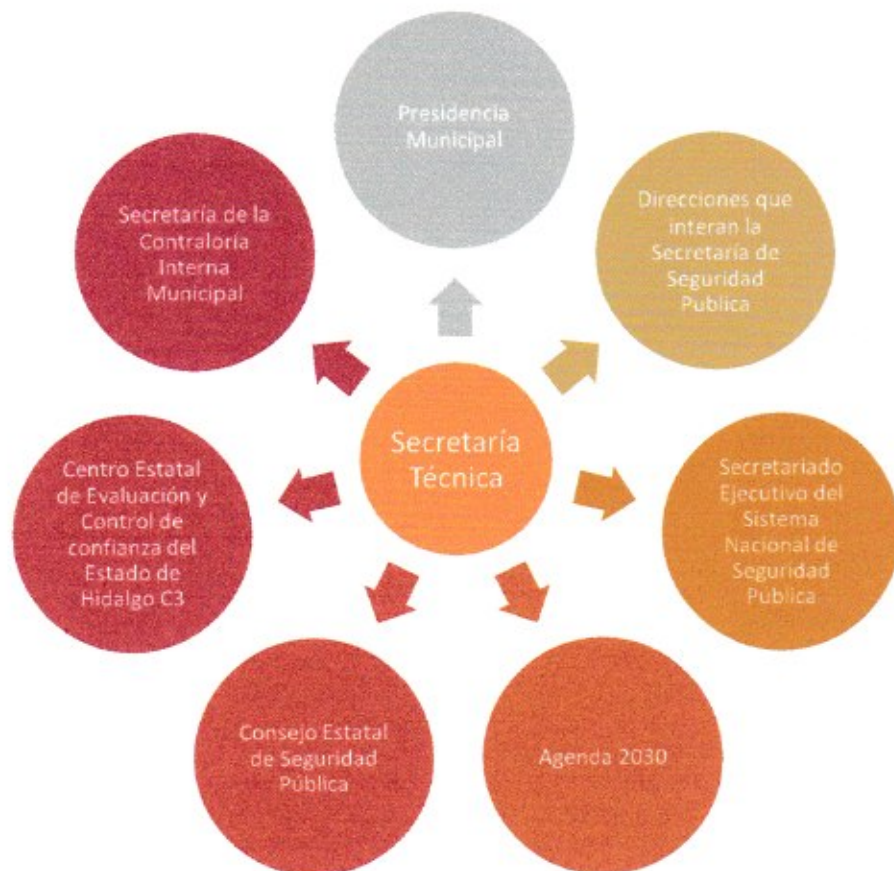 Presidencia
Municipal
Direcciones que
interan la
Secretaría de
Seguridad
Publica
Secretariado
Ejecutivo del
Sistema
Nacional de
Seguridad
Publica
Agenda 2030
Consejo Estatal
de Seguridad
Pública
Centro Estatal
de Evaluación y
Control de
confianza del
Estado de
Hidalgo C3
Secretaría de la
Contraloría
Interna
Municipal
Secretaría
Técnica